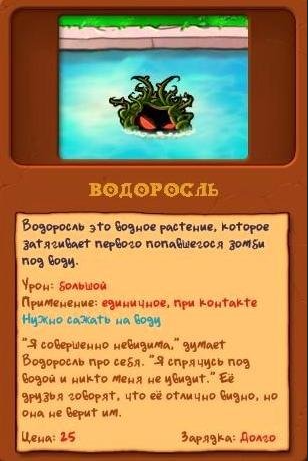 ВОДОРОСЛЬ
Водоросль это водное растение, которое
затягивает первого попавшегося зомби
под воду.
Урон: большой
Применение: единичное, при контакте
Нужно сажать на воду
"Я совершенно невидима," думает
Водоросль про себя. "Я спрячусь под
водой и никто меня не увидит." Её
друзья говорят, что её отлично видно, но
она не верит им.
Цена: 25 Зарядка: Долго